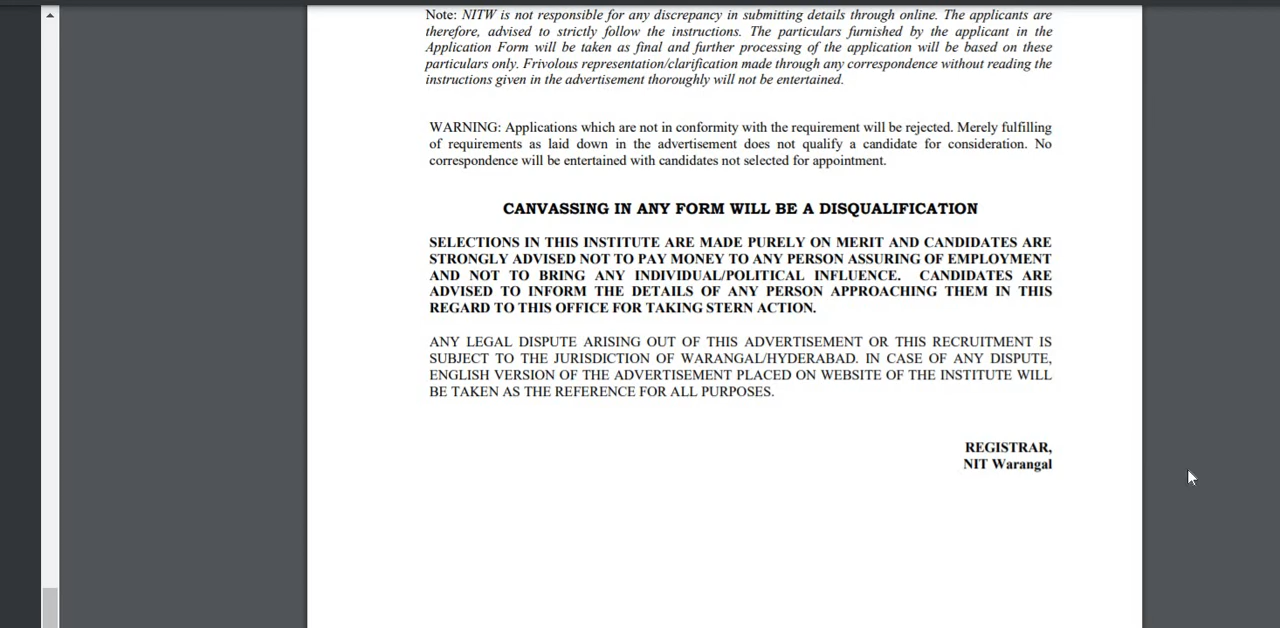 Note: NITW is not responsible for any discrepancy in submitting details through online. The applicants are
therefore, advised to strictly follow the instructions. The particulars furnished by the applicant in the
Application Form will be taken as final and further processing of the application will be based on these
particulars only. Frivolous representation/clarification made through any correspondence without reading the
instructions given in the advertisement thoroughly will not be entertained.
WARNING: Applications which are not in conformity with the requirement will be rejected. Merely fulfilling
of requirements as laid down in the advertisement does not qualify a candidate for consideration. No
correspondence will be entertained with candidates not selected for appointment.
CANVASSING IN ANY FORM WILL BE A DISQUALIFICATION
SELECTIONS IN THIS INSTITUTE ARE MADE PURELY ON MERIT AND CANDIDATES ARE
STRONGLY ADVISED NOT TO PAY MONEY TO ANY PERSON ASSURING OF EMPLOYMENT
AND NOT TO BRING ANY INDIVIDUAL/POLITICAL INFLUENCE. CANDIDATES ARE
ADVISED TO INFORM THE DETAILS OF ANY PERSON APPROACHING THEM IN THIS
REGARD TO THIS OFFICE FOR TAKING STERN ACTION.
ANY LEGAL DISPUTE ARISING OUT OF THIS ADVERTISEMENT OR THIS RECRUITMENT IS
SUBJECT TO THE JURISDICTION OF WARANGAL/HYDERABAD. IN CASE OF ANY DISPUTE,
ENGLISH VERSION OF THE ADVERTISEMENT PLACED ON WEBSITE OF THE INSTITUTE WILL
BE TAKEN AS THE REFERENCE FOR ALL PURPOSES.
REGISTRAR,
NIT Warangal